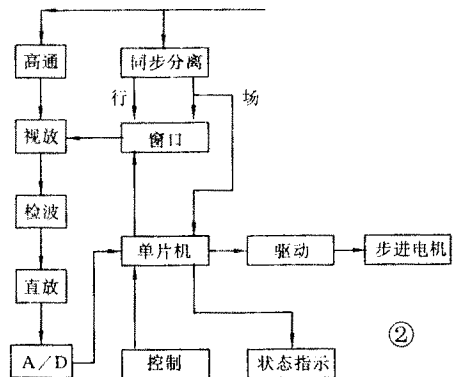 高通
同步分离
行
场
视放
窗口
检波
单片机
驱动
步进电机
直放
A/D
控制
状态指示
②